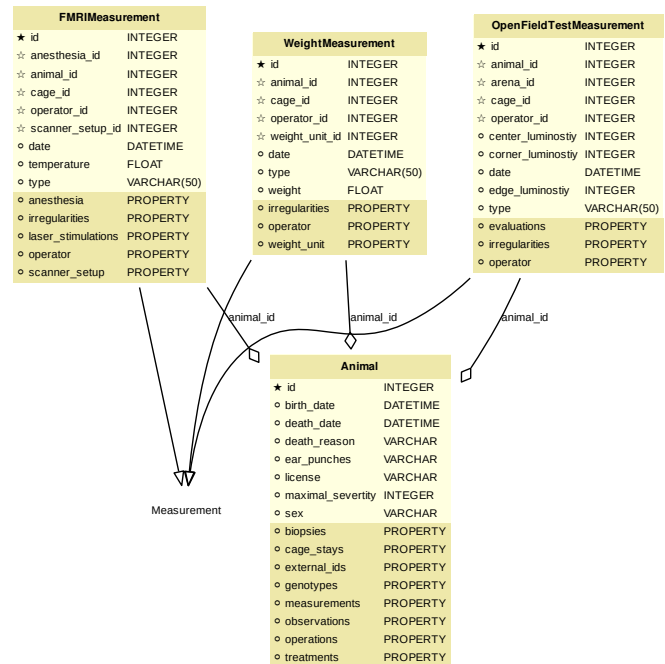 FMRIMeasurement
★ id INTEGER
☆ anesthesia_id INTEGER
☆ animal_id INTEGER
☆ cage_id INTEGER
☆ operator_id INTEGER
☆ scanner_setup_id INTEGER
date DATETIME
temperature FLOAT
type VARCHAR(50)
anesthesia PROPERTY
irregularities PROPERTY
laser_stimulations PROPERTY
operator PROPERTY
scanner_setup PROPERTY
WeightMeasurement
★ id INTEGER
☆ animal_id INTEGER
☆ cage_id INTEGER
☆ operator_id INTEGER
☆ weight_unit_id INTEGER
date DATETIME
type VARCHAR(50)
weight FLOAT
irregularities PROPERTY
operator PROPERTY
weight_unit PROPERTY
OpenFieldTestMeasurement
★ id INTEGER
☆ animal_id INTEGER
☆ arena_id INTEGER
☆ cage_id INTEGER
☆ operator_id INTEGER
center_luminostiy INTEGER
corner_luminostiy INTEGER
date DATETIME
edge_luminostiy INTEGER
type VARCHAR(50)
evaluations PROPERTY
irregularities PROPERTY
operator PROPERTY
animal_id
animal_id
animal_id
Animal
★ id INTEGER
birth_date DATETIME
death_date DATETIME
death_reason VARCHAR
ear_punches VARCHAR
license VARCHAR
maximal_severtity INTEGER
sex VARCHAR
biopsies PROPERTY
cage_stays PROPERTY
external_ids PROPERTY
genotypes PROPERTY
measurements PROPERTY
observations PROPERTY
operations PROPERTY
treatments PROPERTY
Measurement